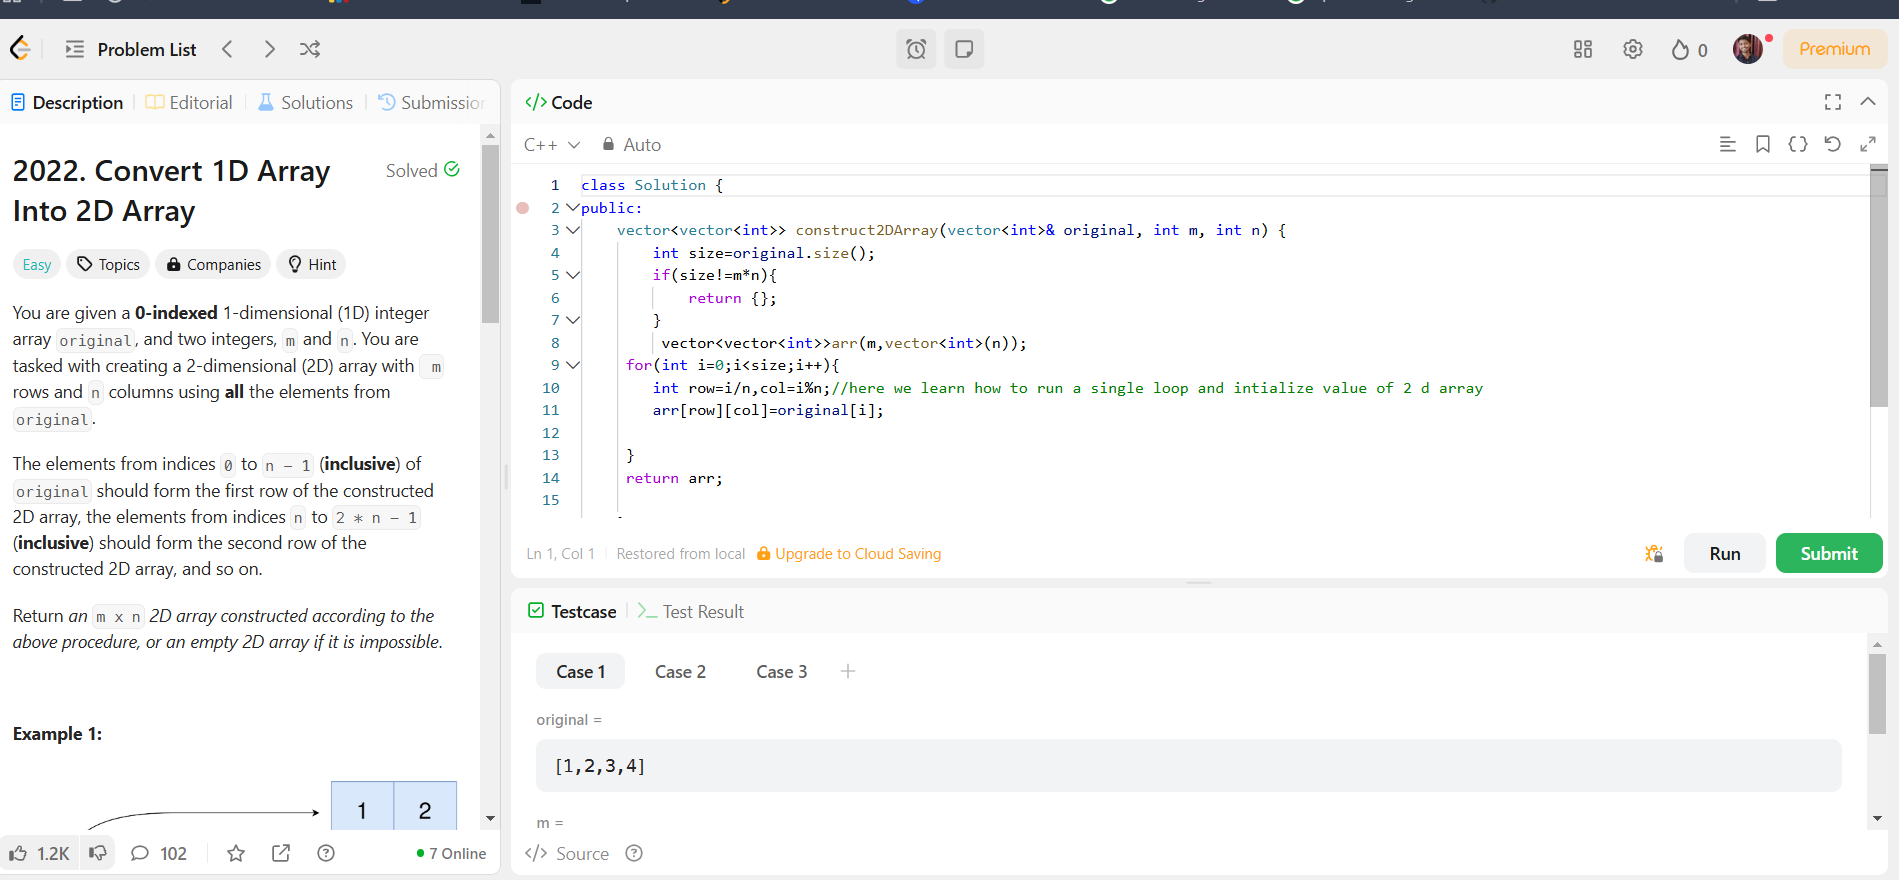 Problem List
0
Premium
Description
Editorial
Solutions
Submission
2022. Convert 1D Array
Into 2D Array
Solved
Easy
Topics
Companies
Hint
You are given a 0-indexed 1-dimensional (1D) integer
array original, and two integers, m and n. You are
tasked with creating a 2-dimensional (2D) array with m
rows and n columns using all the elements from
original.
The elements from indices 0 to n - 1 (inclusive) of
original should form the first row of the constructed
2D array, the elements from indices n to 2 * n - 1
(inclusive) should form the second row of the
constructed 2D array, and so on.
Return an m x n 2D array constructed according to the
above procedure, or an empty 2D array if it is impossible.
Example 1:
1 2
1.2K
102
7 Online
</> Code
C++
Auto
1 class Solution {
2 public:
3 vector<vector<int>> construct2DArray(vector<int>& original, int m, int n) {
4 int size=original.size();
5 if(size!=m*n){
6 return {};
7 }
8 vector<vector<int>>arr(m,vector<int>(n));
9 for(int i=0;i<size;i++){
10 int row=i/n,col=i%n;//here we learn how to run a single loop and intialize value of 2 d array
11 arr[row][col]=original[i];
12
13 }
14 return arr;
15
Ln 1, Col 1
Restored from local
Upgrade to Cloud Saving
Run
Submit
Testcase
Test Result
Case 1
Case 2
Case 3
+
original =
[1,2,3,4]
m =
</> Source